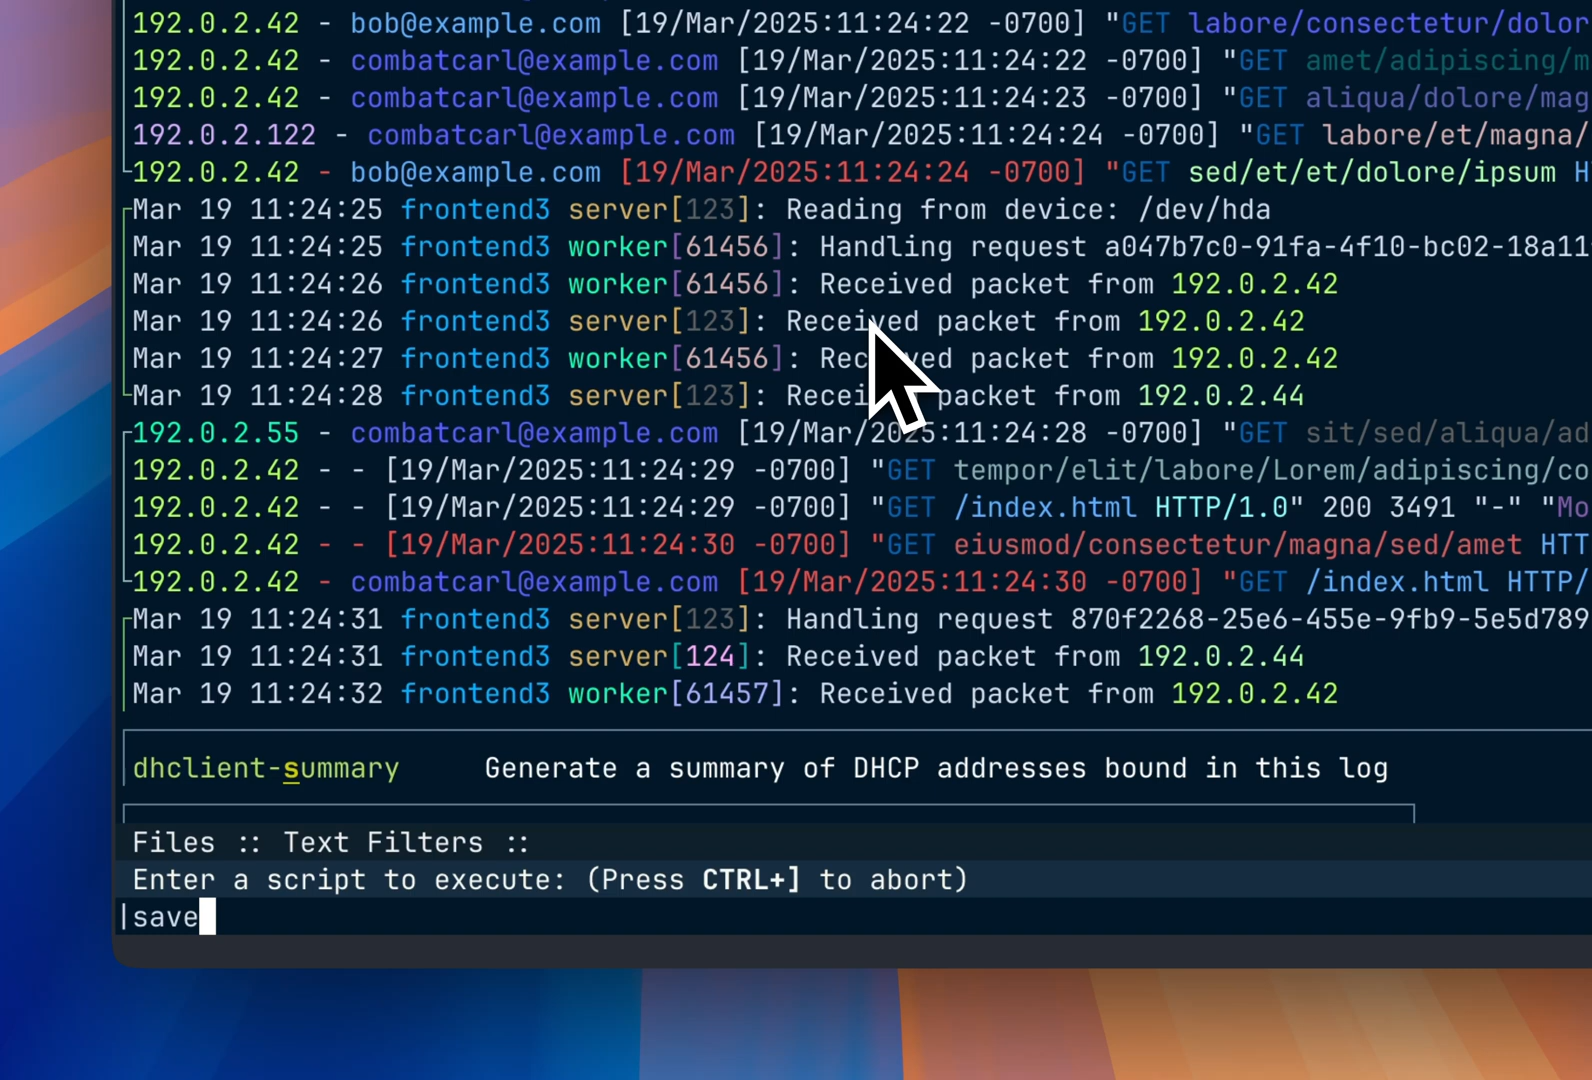 192.0.2.42 - bob@example.com [19/Mar/2025:11:24:22 -0700] "GET labore/consectetur/dolor
192.0.2.42 - combatcarl@example.com [19/Mar/2025:11:24:22 -0700] "GET amet/adipiscing/m
192.0.2.42 - combatcarl@example.com [19/Mar/2025:11:24:23 -0700] "GET aliqua/dolore/mag
192.0.2.122 - combatcarl@example.com [19/Mar/2025:11:24:24 -0700] "GET labore/et/magna/
192.0.2.42 - bob@example.com [19/Mar/2025:11:24:24 -0700] "GET sed/et/et/dolore/ipsum H
Mar 19 11:24:25 frontend3 server[123]: Reading from device: /dev/hda
Mar 19 11:24:25 frontend3 worker[61456]: Handling request a047b7c0-91fa-4f10-bc02-18a11
Mar 19 11:24:26 frontend3 worker[61456]: Received packet from 192.0.2.42
Mar 19 11:24:26 frontend3 server[123]: Received packet from 192.0.2.42
Mar 19 11:24:27 frontend3 worker[61456]: Received packet from 192.0.2.42
Mar 19 11:24:28 frontend3 server[123]: Received packet from 192.0.2.44
192.0.2.55 - combatcarl@example.com [19/Mar/2025:11:24:28 -0700] "GET sit/sed/aliqua/ad
192.0.2.42 - - [19/Mar/2025:11:24:29 -0700] "GET tempor/elit/labore/Lorem/adipiscing/co
192.0.2.42 - - [19/Mar/2025:11:24:29 -0700] "GET /index.html HTTP/1.0" 200 3491 "-" "Mo
192.0.2.42 - - [19/Mar/2025:11:24:30 -0700] "GET eiusmod/consectetur/magna/sed/amet HTT
192.0.2.42 - combatcarl@example.com [19/Mar/2025:11:24:30 -0700] "GET /index.html HTTP/
Mar 19 11:24:31 frontend3 server[123]: Handling request 870f2268-25e6-455e-9fb9-5e5d789
Mar 19 11:24:31 frontend3 server[124]: Received packet from 192.0.2.44
Mar 19 11:24:32 frontend3 worker[61457]: Received packet from 192.0.2.42
dhclient-summary Generate a summary of DHCP addresses bound in this log
Files :: Text Filters ::
Enter a script to execute: (Press CTRL+] to abort)
|save